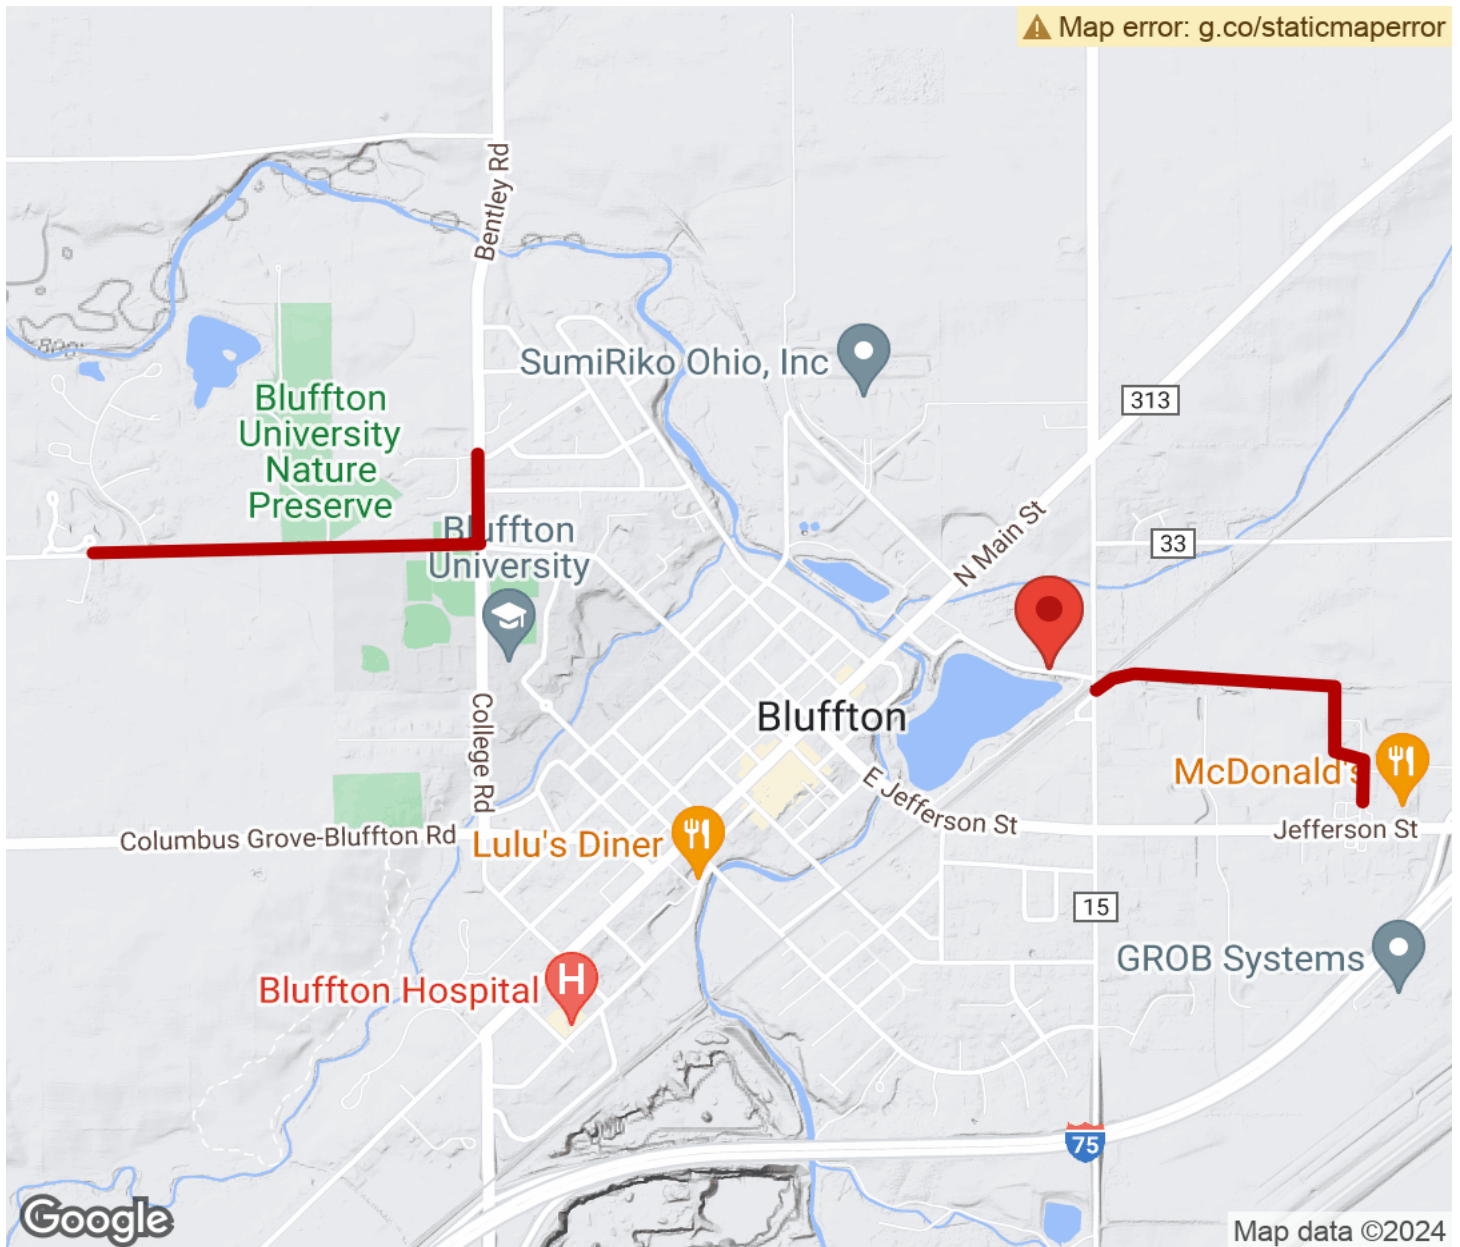 Map error: g.co/staticmaperror
Bentley Rd
SumiRiko Ohio, Inc
Bluffton
University
Nature
Preserve
313
Bluffton
University
N Main St
33
College Rd
Bluffton
McDonald's
E Jefferson St
Jefferson St
Columbus Grove-Bluffton Rd
Lulu's Diner
15
GROB Systems
Bluffton Hospital
H
75
Google
Map data ©2024